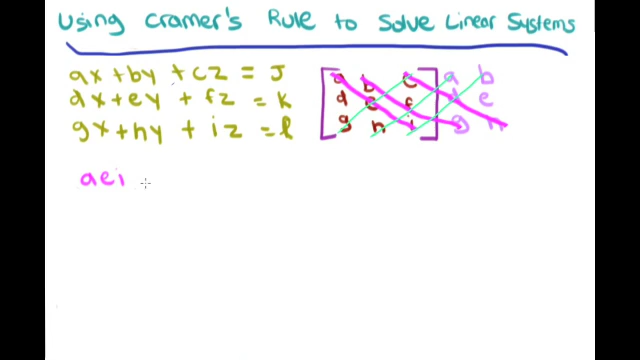 Using Cramer's Rule to Solve Linear Systems
ax + by + cz = J
dx + ey + fz = K
gx + hy + iz = l
a b c a b
d e f d e
g h i g h
aei